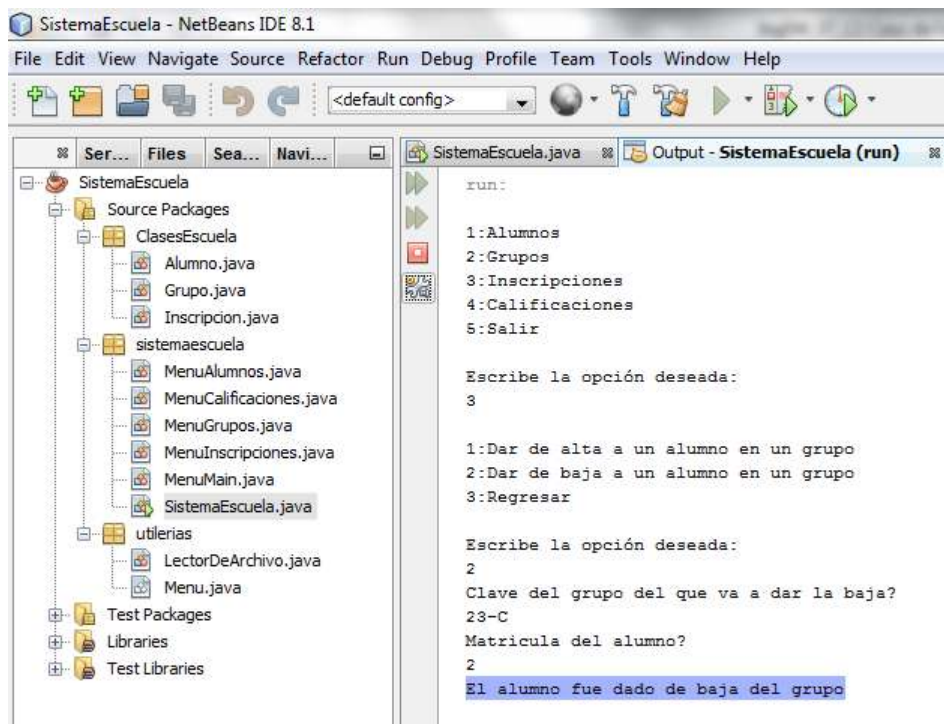 SistemaEscuela - NetBeans IDE 8.1
File Edit View Navigate Source Refactor Run Debug Profile Team Tools Window Help
<default config>
Ser... Files Sea... Navi...
SistemaEscuela
Source Packages
ClasesEscuela
Alumno.java
Grupo.java
Inscripcion.java
sistemaescuela
MenuAlumnos.java
MenuCalificaciones.java
MenuGrupos.java
MenuInscripciones.java
MenuMain.java
SistemaEscuela.java
utilerias
LectorDeArchivo.java
Menu.java
Test Packages
Libraries
Test Libraries
SistemaEscuela.java Output - SistemaEscuela (run)
run:
1:Alumnos
2:Grupos
3:Inscripciones
4:Calificaciones
5:Salir
Escribe la opción deseada:
3
1:Dar de alta a un alumno en un grupo
2:Dar de baja a un alumno en un grupo
3:Regresar
Escribe la opción deseada:
2
Clave del grupo del que va a dar la baja?
23-C
Matricula del alumno?
2
El alumno fue dado de baja del grupo